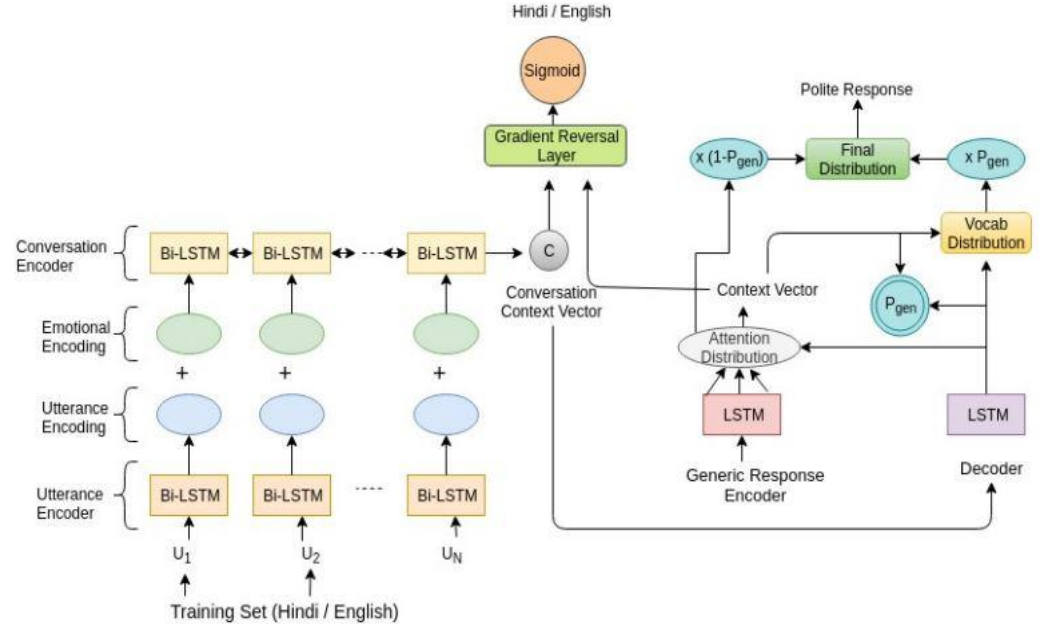 Hindi / English
Sigmoid
Gradient Reversal
Layer
Polite Response
x (1-Pgen)
Final
Distribution
x Pgen
Vocab
Distribution
Conversation
Encoder
Bi-LSTM
Bi-LSTM
Bi-LSTM
C
Conversation
Context Vector
Context Vector
Pgen
Emotional
Encoding
Attention
Distribution
+
+
+
Utterance
Encoding
LSTM
LSTM
Generic Response
Encoder
Decoder
Utterance
Encoder
Bi-LSTM
Bi-LSTM
Bi-LSTM
U1
U2
UN
Training Set (Hindi / English)